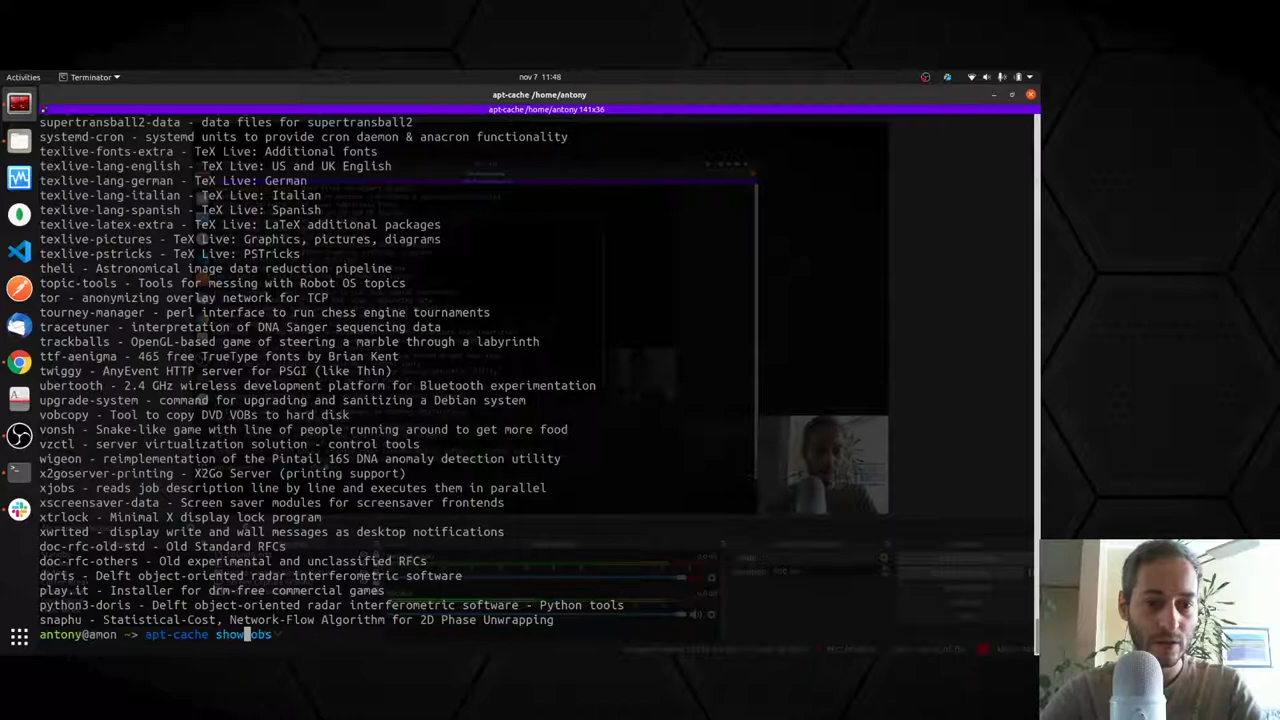 Activities Terminator nov 7 11:48
apt-cache /home/antony
apt-cache /home/antony 141x36
supertransball2-data - data files for supertransball2
systemd-cron - systemd units to provide cron daemon & anacron functionality
texlive-fonts-extra - TeX Live: Additional fonts
texlive-lang-english - TeX Live: US and UK English
texlive-lang-german - TeX Live: German
texlive-lang-italian - TeX Live: Italian
texlive-lang-spanish - TeX Live: Spanish
texlive-latex-extra - TeX Live: LaTeX additional packages
texlive-pictures - TeX Live: Graphics, pictures, diagrams
texlive-pstricks - TeX Live: PSTricks
theli - Astronomical image data reduction pipeline
topic-tools - Tools for messing with Robot OS topics
tor - anonymizing overlay network for TCP
tourney-manager - perl interface to run chess engine tournaments
tracetuner - interpretation of DNA Sanger sequencing data
trackballs - OpenGL-based game of steering a marble through a labyrinth
ttf-aenigma - 465 free TrueType fonts by Brian Kent
twiggy - AnyEvent HTTP server for PSGI (like Thin)
ubertooth - 2.4 GHz wireless development platform for Bluetooth experimentation
upgrade-system - command for upgrading and sanitizing a Debian system
vobcopy - Tool to copy DVD VOBs to hard disk
vonsh - Snake-like game with line of people running around to get more food
vzctl - server virtualization solution - control tools
wigeon - reimplementation of the Pintail 16S DNA anomaly detection utility
x2goserver-printing - X2Go Server (printing support)
xjobs - reads job description line by line and executes them in parallel
xscreensaver-data - Screen saver modules for screensaver frontends
xtrlock - Minimal X display lock program
xwrited - display write and wall messages as desktop notifications
doc-rfc-old-std - Old Standard RFCs
doc-rfc-others - Old experimental and unclassified RFCs
doris - Delft object-oriented radar interferometric software
play.it - Installer for drm-free commercial games
python3-doris - Delft object-oriented radar interferometric software - Python tools
snaphu - Statistical-Cost, Network-Flow Algorithm for 2D Phase Unwrapping
antony@amon ~> apt-cache show obs